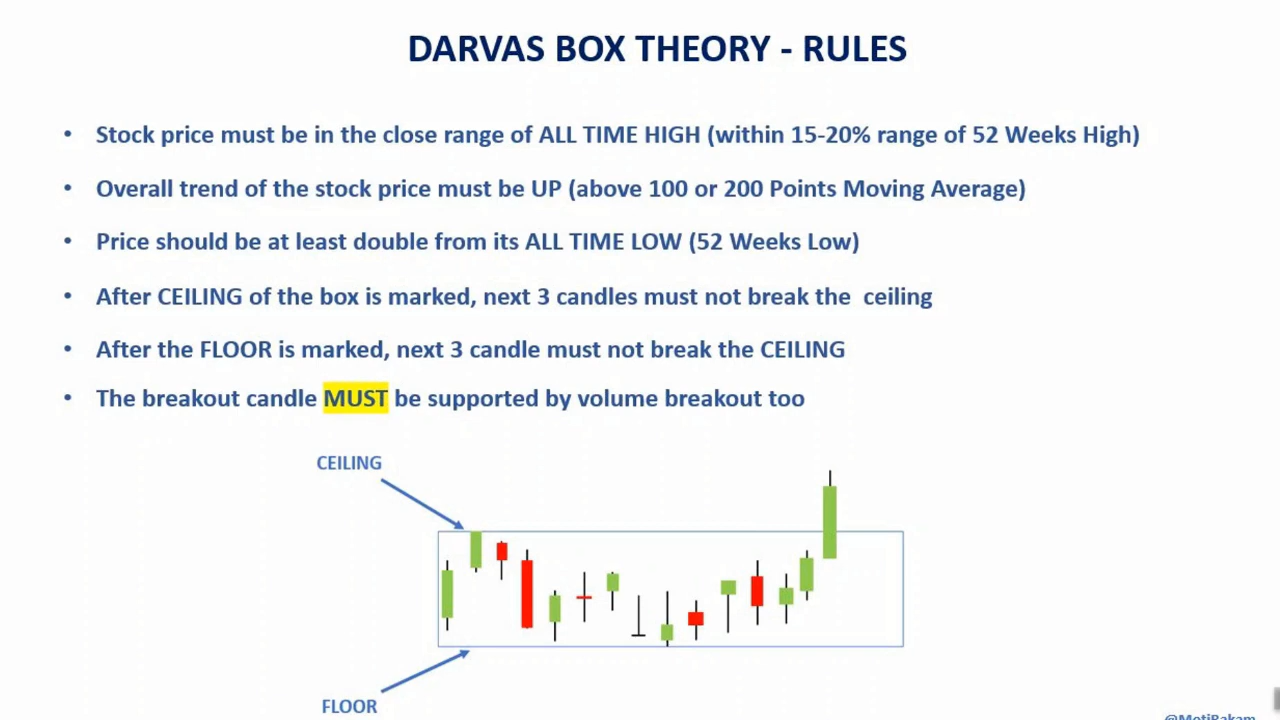 DARVAS BOX THEORY - RULES
• Stock price must be in the close range of ALL TIME HIGH (within 15-20% range of 52 Weeks High)
• Overall trend of the stock price must be UP (above 100 or 200 Points Moving Average)
• Price should be at least double from its ALL TIME LOW (52 Weeks Low)
• After CEILING of the box is marked, next 3 candles must not break the ceiling
• After the FLOOR is marked, next 3 candle must not break the CEILING
• The breakout candle MUST be supported by volume breakout too
CEILING
FLOOR